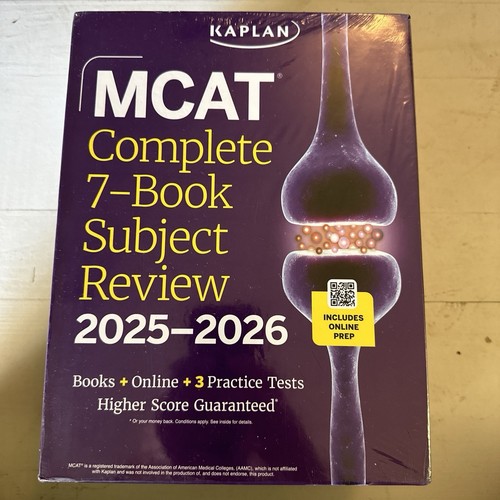 KAPLAN
MCAT®
Complete
7-Book
Subject
Review
2025-2026
INCLUDES
ONLINE
PREP
Books + Online + 3 Practice Tests
Higher Score Guaranteed*
* Or your money back. Conditions apply. See inside for details.
MCAT® is a registered trademark of the Association of American Medical Colleges, (AAMC), which is not affiliated
with Kaplan and was not involved in the production of, and does not endorse, this product.